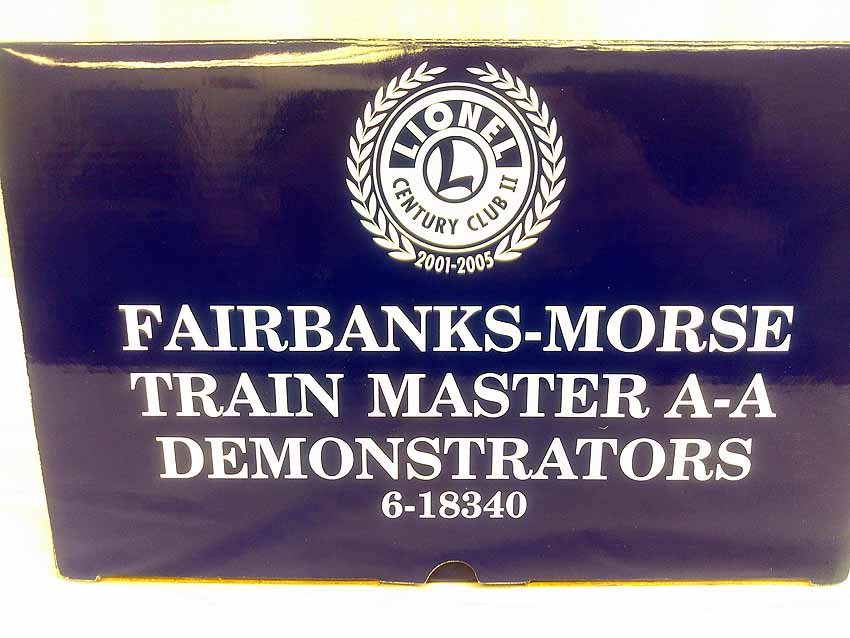 LIONEL
L
CENTURY CLUB II
2001-2005
FAIRBANKS-MORSE
TRAIN MASTER A-A
DEMONSTRATORS
6-18340